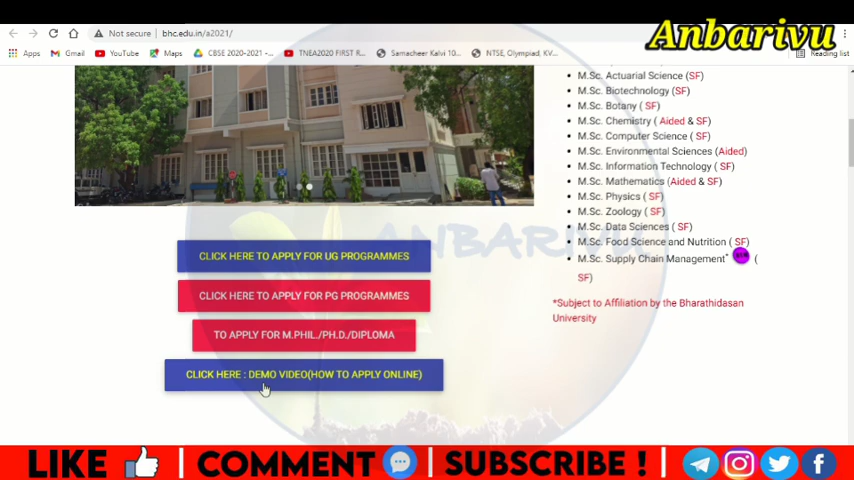 Not secure | bhc.edu.in/a2021/
Anbarivu
Apps Gmail YouTube Maps CBSE 2020-2021 -... TNEA2020 FIRST R... Samacheer Kalvi 10... NTSE, Olympiad, KV... Reading list
M.Sc. Actuarial Science (SF)
M.Sc. Biotechnology (SF)
M.Sc. Botany ( SF)
M.Sc. Chemistry ( Aided & SF)
M.Sc. Computer Science ( SF)
M.Sc. Environmental Sciences (Aided)
M.Sc. Information Technology ( SF)
M.Sc. Mathematics (Aided & SF)
M.Sc. Physics ( SF)
M.Sc. Zoology ( SF)
M.Sc. Data Sciences ( SF)
M.Sc. Food Science and Nutrition ( SF)
M.Sc. Supply Chain Management* (
SF)
*Subject to Affiliation by the Bharathidasan
University
ANBARIVU
CLICK HERE TO APPLY FOR UG PROGRAMMES
CLICK HERE TO APPLY FOR PG PROGRAMMES
TO APPLY FOR M.PHIL./PH.D./DIPLOMA
CLICK HERE : DEMO VIDEO(HOW TO APPLY ONLINE)
LIKE | COMMENT | SUBSCRIBE ! |